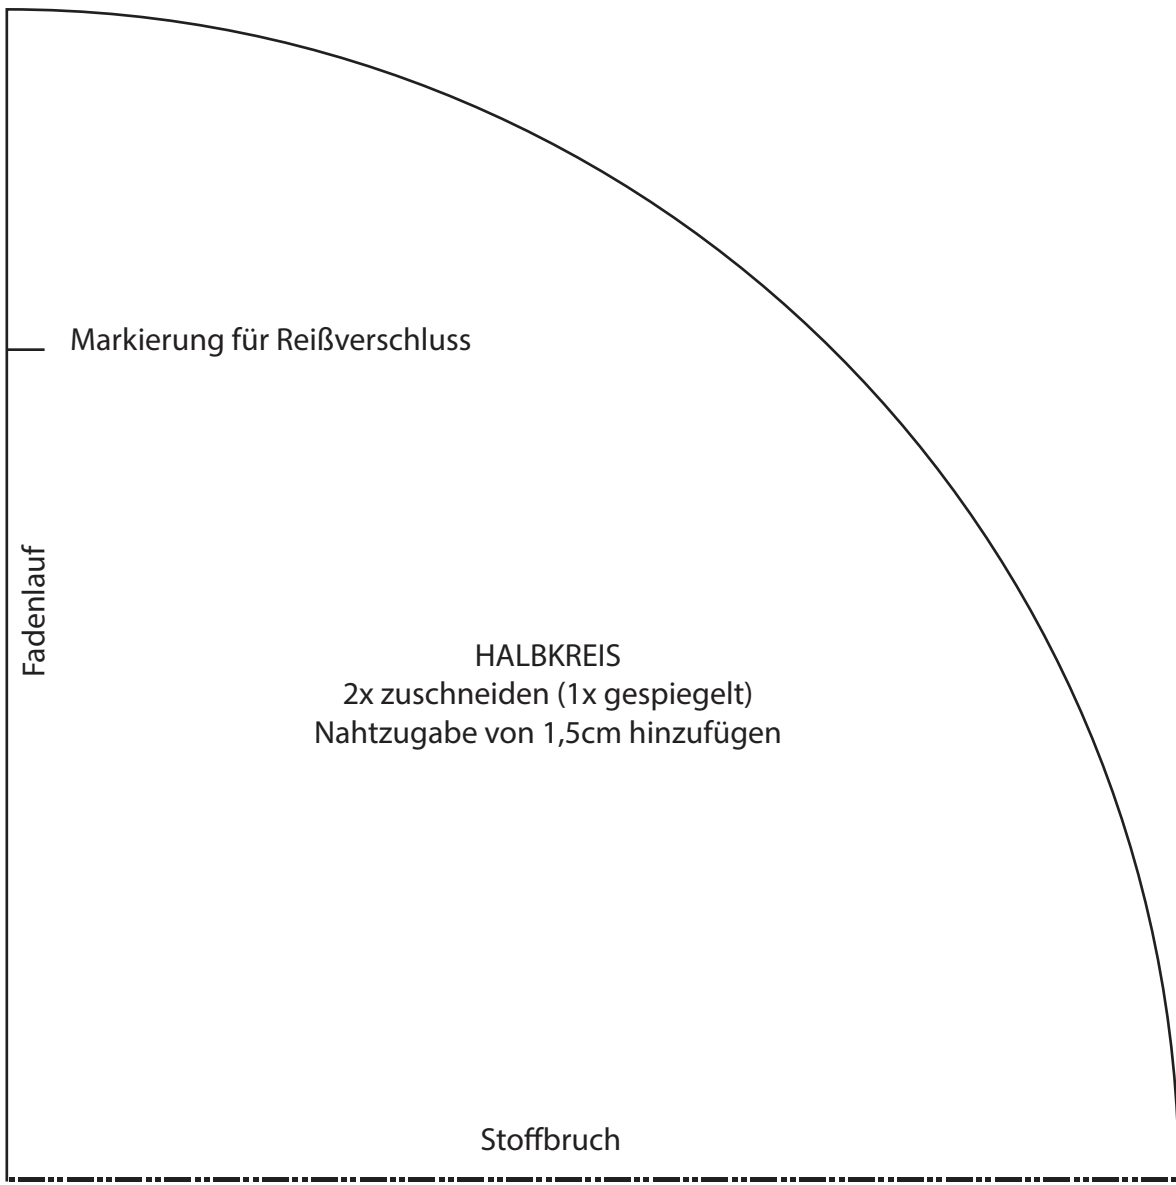 Markierung für Reißverschluss
Fadenlauf
HALBKREIS
2x zuschneiden (1x gespiegelt)
Nahtzugabe von 1,5cm hinzufügen
Stoffbruch